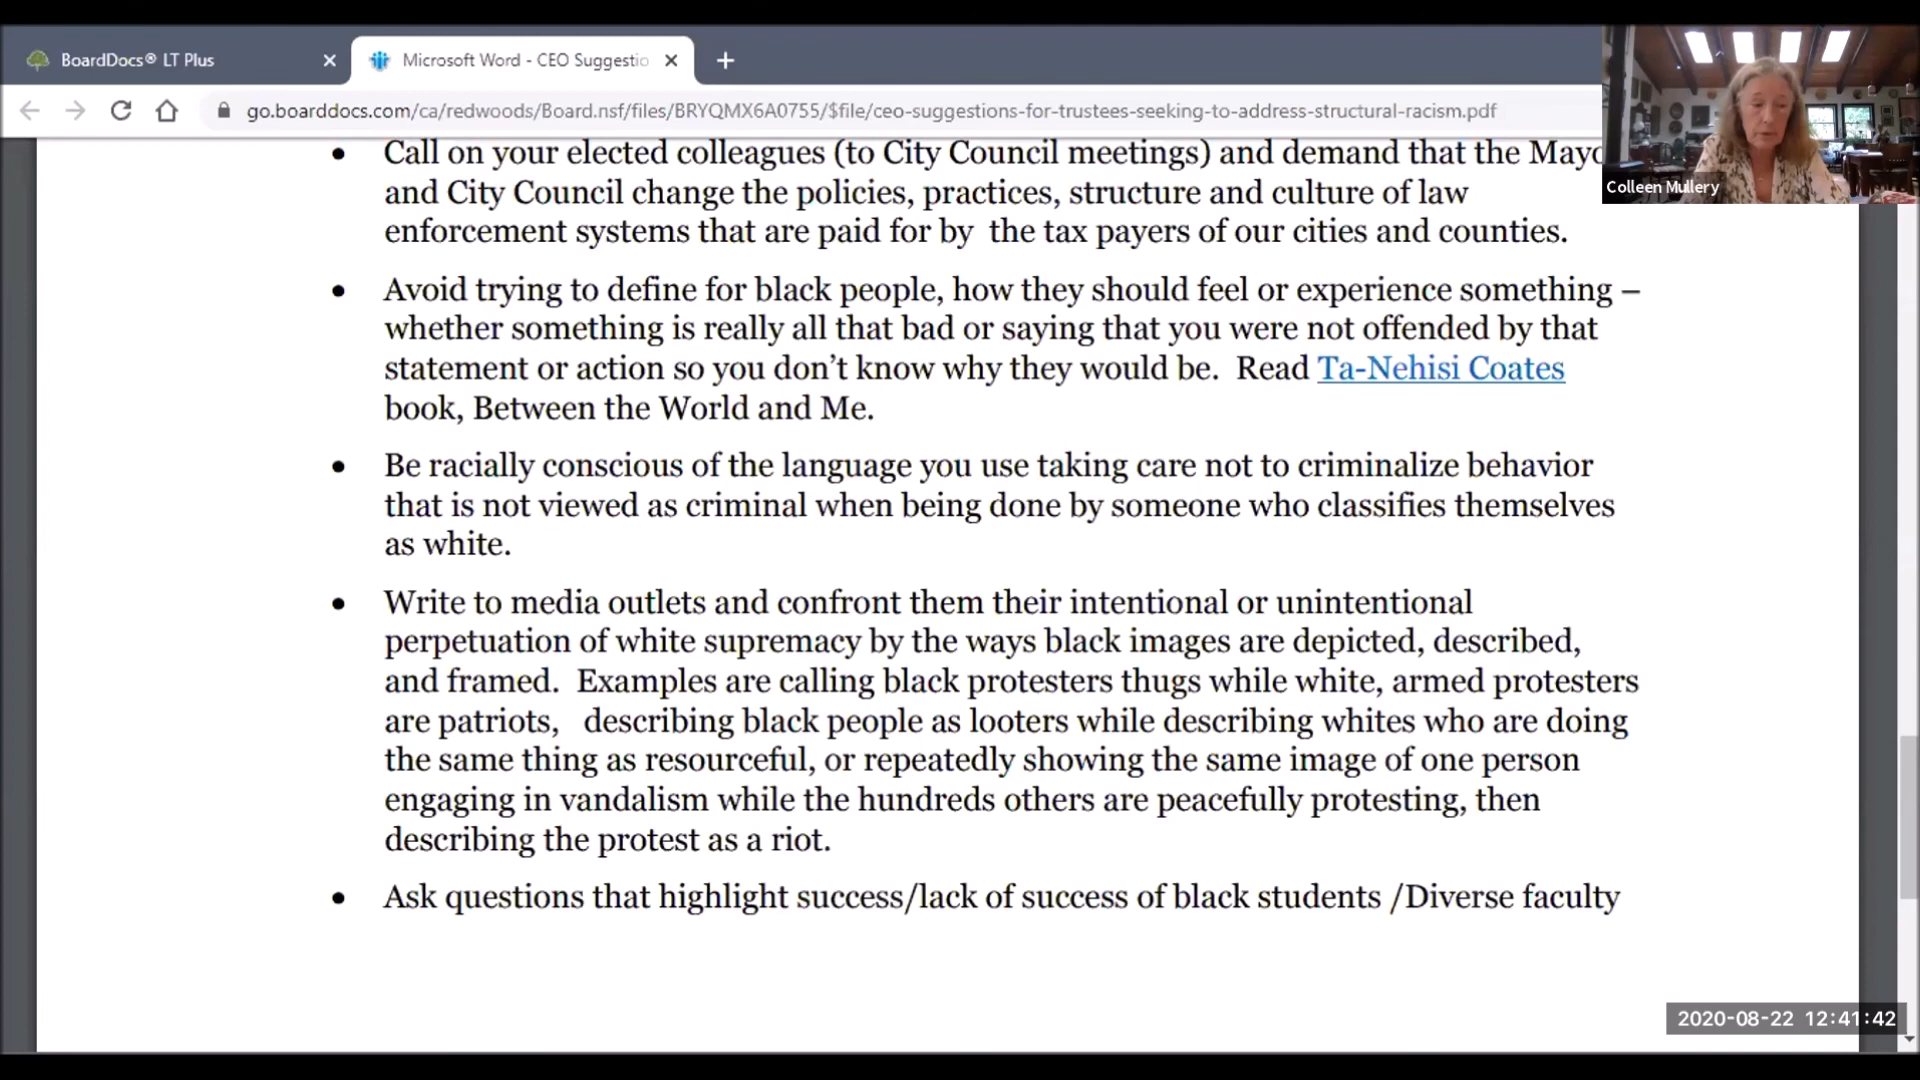 BoardDocs® LT Plus
Microsoft Word - CEO Suggestio
go.boarddocs.com/ca/redwoods/Board.nsf/files/BRYQMX6A0755/$file/ceo-suggestions-for-trustees-seeking-to-address-structural-racism.pdf
Colleen Mullery
• Call on your elected colleagues (to City Council meetings) and demand that the Mayo
and City Council change the policies, practices, structure and culture of law
enforcement systems that are paid for by the tax payers of our cities and counties.
• Avoid trying to define for black people, how they should feel or experience something –
whether something is really all that bad or saying that you were not offended by that
statement or action so you don’t know why they would be. Read Ta-Nehisi Coates
book, Between the World and Me.
• Be racially conscious of the language you use taking care not to criminalize behavior
that is not viewed as criminal when being done by someone who classifies themselves
as white.
• Write to media outlets and confront them their intentional or unintentional
perpetuation of white supremacy by the ways black images are depicted, described,
and framed. Examples are calling black protesters thugs while white, armed protesters
are patriots, describing black people as looters while describing whites who are doing
the same thing as resourceful, or repeatedly showing the same image of one person
engaging in vandalism while the hundreds others are peacefully protesting, then
describing the protest as a riot.
• Ask questions that highlight success/lack of success of black students /Diverse faculty
2020-08-22 12:41:42